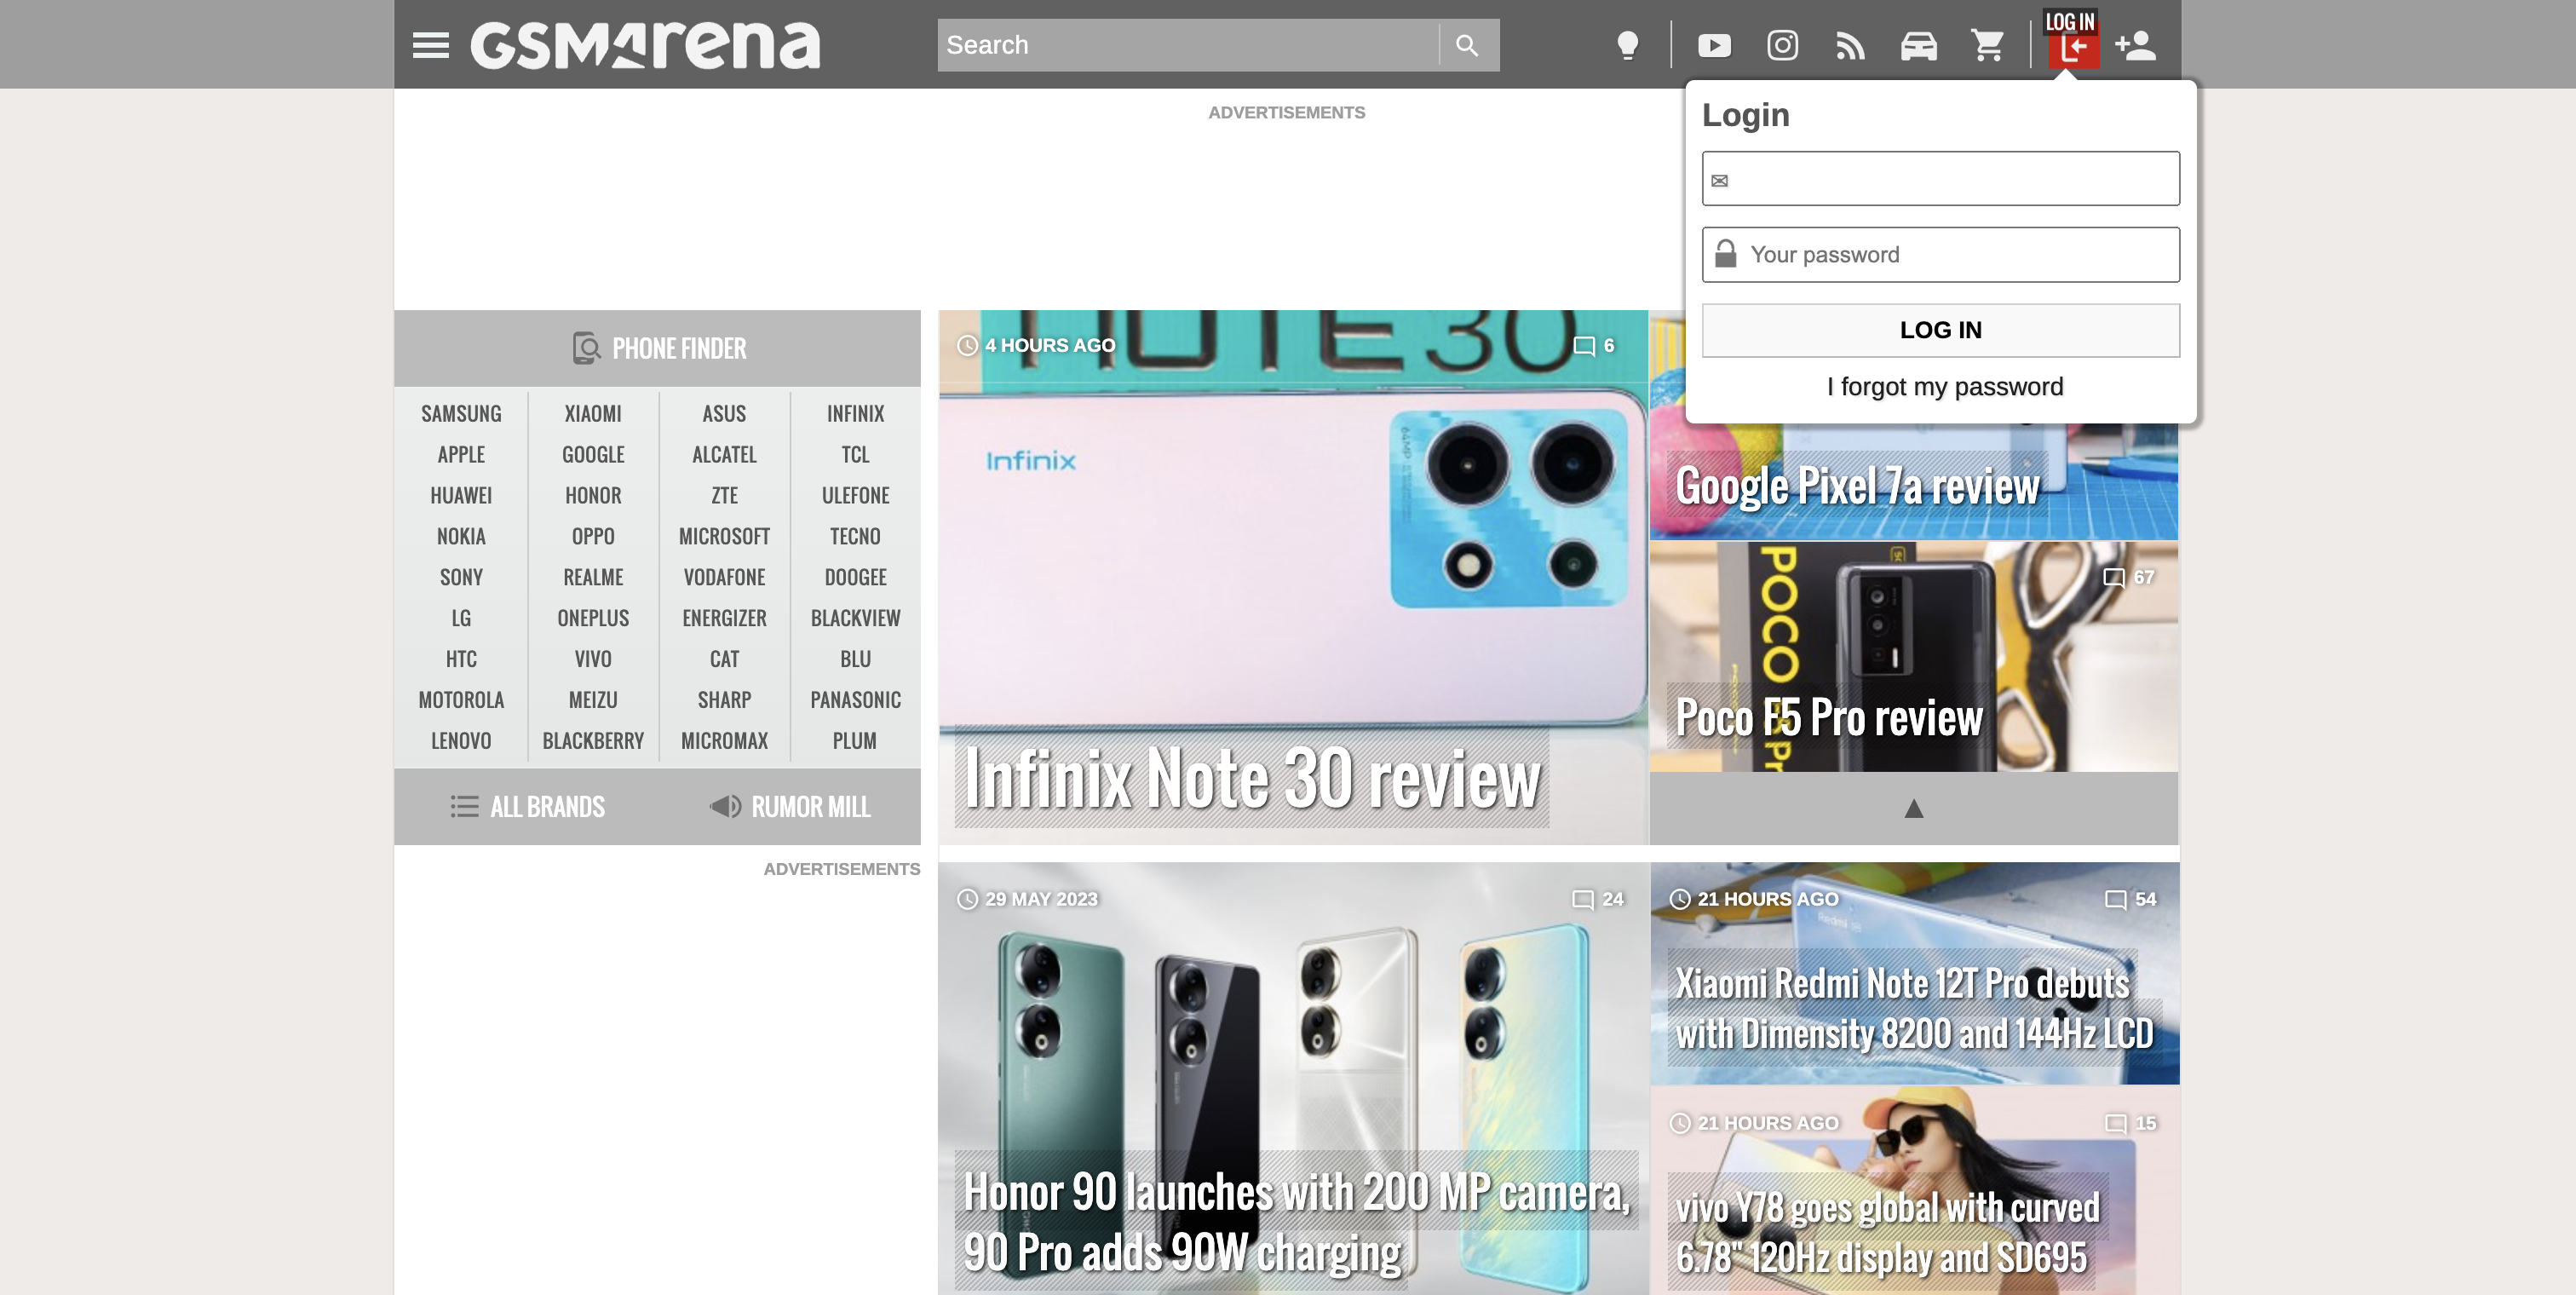 GSMArena
Search
LOG IN
ADVERTISEMENTS
Login
Your password
LOG IN
I forgot my password
PHONE FINDER
SAMSUNG XIAOMI ASUS INFINIX
APPLE GOOGLE ALCATEL TCL
HUAWEI HONOR ZTE ULEFONE
NOKIA OPPO MICROSOFT TECNO
SONY REALME VODAFONE DOOGEE
LG ONEPLUS ENERGIZER BLACKVIEW
HTC VIVO CAT BLU
MOTOROLA MEIZU SHARP PANASONIC
LENOVO BLACKBERRY MICROMAX PLUM
ALL BRANDS RUMOR MILL
ADVERTISEMENTS
NOTE 30
4 HOURS AGO 6
Infinix
64MP
Infinix Note 30 review
Google Pixel 7a review
67
POCO
Poco F5 Pro review
▲
29 MAY 2023 24
Honor 90 launches with 200 MP camera,
90 Pro adds 90W charging
21 HOURS AGO 54
Redmi
Xiaomi Redmi Note 12T Pro debuts
with Dimensity 8200 and 144Hz LCD
21 HOURS AGO 15
vivo Y78 goes global with curved
6.78" 120Hz display and SD695